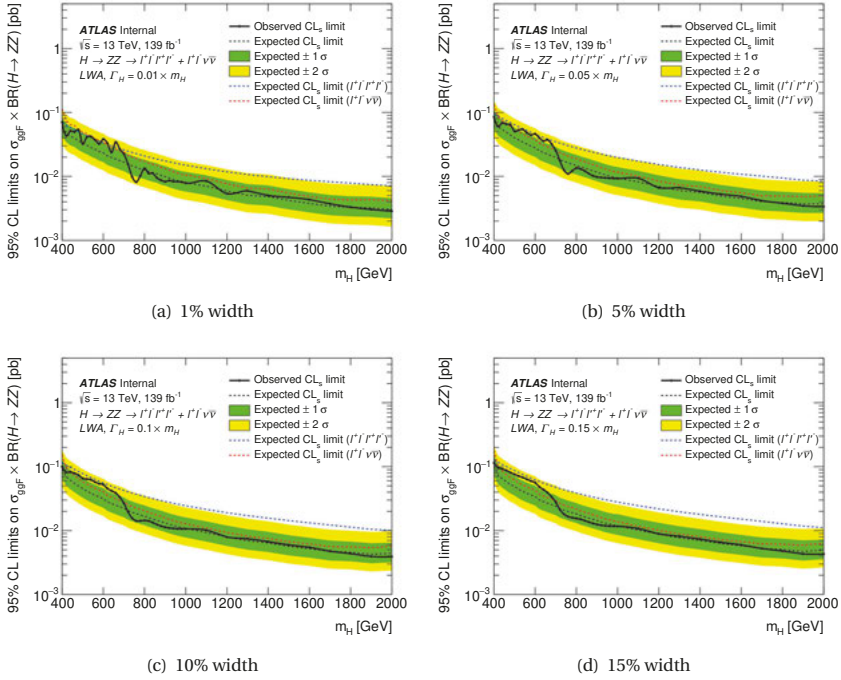 95% CL limits on σggF × BR(H→ ZZ) [pb]
1
10⁻¹
10⁻²
10⁻³
ATLAS Internal
√s = 13 TeV, 139 fb⁻¹
H → ZZ → l⁺l⁻l'⁺l'⁻ + l⁺l⁻νν̄
LWA, Γ_H = 0.01× m_H
Observed CLs limit
Expected CLs limit
Expected ± 1 σ
Expected ± 2 σ
Expected CLs limit (l⁺l⁻l'⁺l'⁻)
Expected CLs limit (l⁺l⁻νν̄)
400 600 800 1000 1200 1400 1600 1800 2000
m_H [GeV]
(a) 1% width
95% CL limits on σggF × BR(H→ ZZ) [pb]
1
10⁻¹
10⁻²
10⁻³
ATLAS Internal
√s = 13 TeV, 139 fb⁻¹
H → ZZ → l⁺l⁻l'⁺l'⁻ + l⁺l⁻νν̄
LWA, Γ_H = 0.05× m_H
Observed CLs limit
Expected CLs limit
Expected ± 1 σ
Expected ± 2 σ
Expected CLs limit (l⁺l⁻l'⁺l'⁻)
Expected CLs limit (l⁺l⁻νν̄)
400 600 800 1000 1200 1400 1600 1800 2000
m_H [GeV]
(b) 5% width
95% CL limits on σggF × BR(H→ ZZ) [pb]
1
10⁻¹
10⁻²
10⁻³
ATLAS Internal
√s = 13 TeV, 139 fb⁻¹
H → ZZ → l⁺l⁻l'⁺l'⁻ + l⁺l⁻νν̄
LWA, Γ_H = 0.1× m_H
Observed CLs limit
Expected CLs limit
Expected ± 1 σ
Expected ± 2 σ
Expected CLs limit (l⁺l⁻l'⁺l'⁻)
Expected CLs limit (l⁺l⁻νν̄)
400 600 800 1000 1200 1400 1600 1800 2000
m_H [GeV]
(c) 10% width
95% CL limits on σggF × BR(H→ ZZ) [pb]
1
10⁻¹
10⁻²
10⁻³
ATLAS Internal
√s = 13 TeV, 139 fb⁻¹
H → ZZ → l⁺l⁻l'⁺l'⁻ + l⁺l⁻νν̄
LWA, Γ_H = 0.15× m_H
Observed CLs limit
Expected CLs limit
Expected ± 1 σ
Expected ± 2 σ
Expected CLs limit (l⁺l⁻l'⁺l'⁻)
Expected CLs limit (l⁺l⁻νν̄)
400 600 800 1000 1200 1400 1600 1800 2000
m_H [GeV]
(d) 15% width